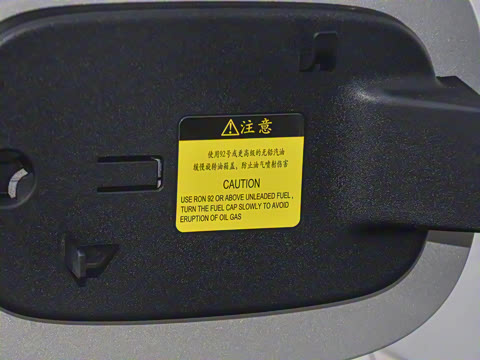 ⚠注意
使用92号或更高级的无铅汽油
缓慢旋转油箱盖，防止油气喷射伤害
CAUTION
USE RON 92 OR ABOVE UNLEADED FUEL,
TURN THE FUEL CAP SLOWLY TO AVOID
ERUPTION OF OIL GAS